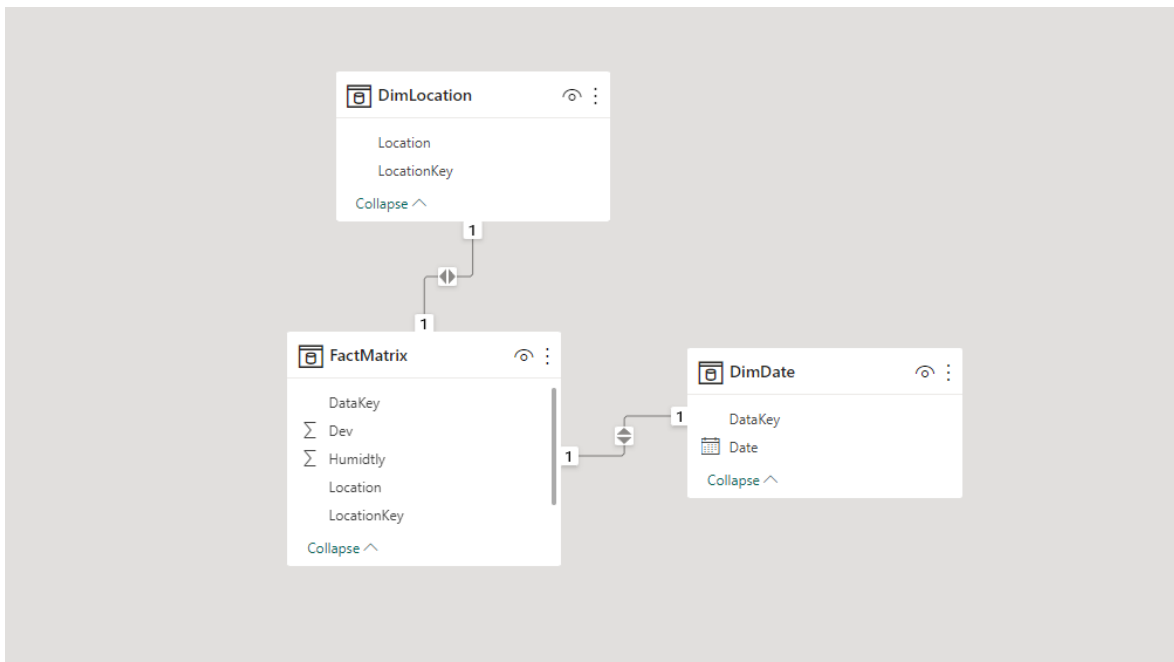 DimLocation
Location
LocationKey
Collapse
1
1
FactMatrix
DataKey
Σ Dev
Σ Humidtly
Location
LocationKey
Collapse
1
1
DimDate
DataKey
Date
Collapse